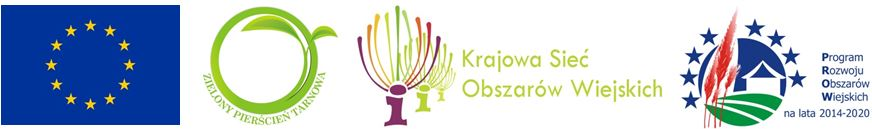 ZIELONY PIERŚCIEŃ TARNOWA
Krajowa Sieć
Obszarów Wiejskich
Program
Rozwoju
Obszarów
Wiejskich
na lata 2014-2020